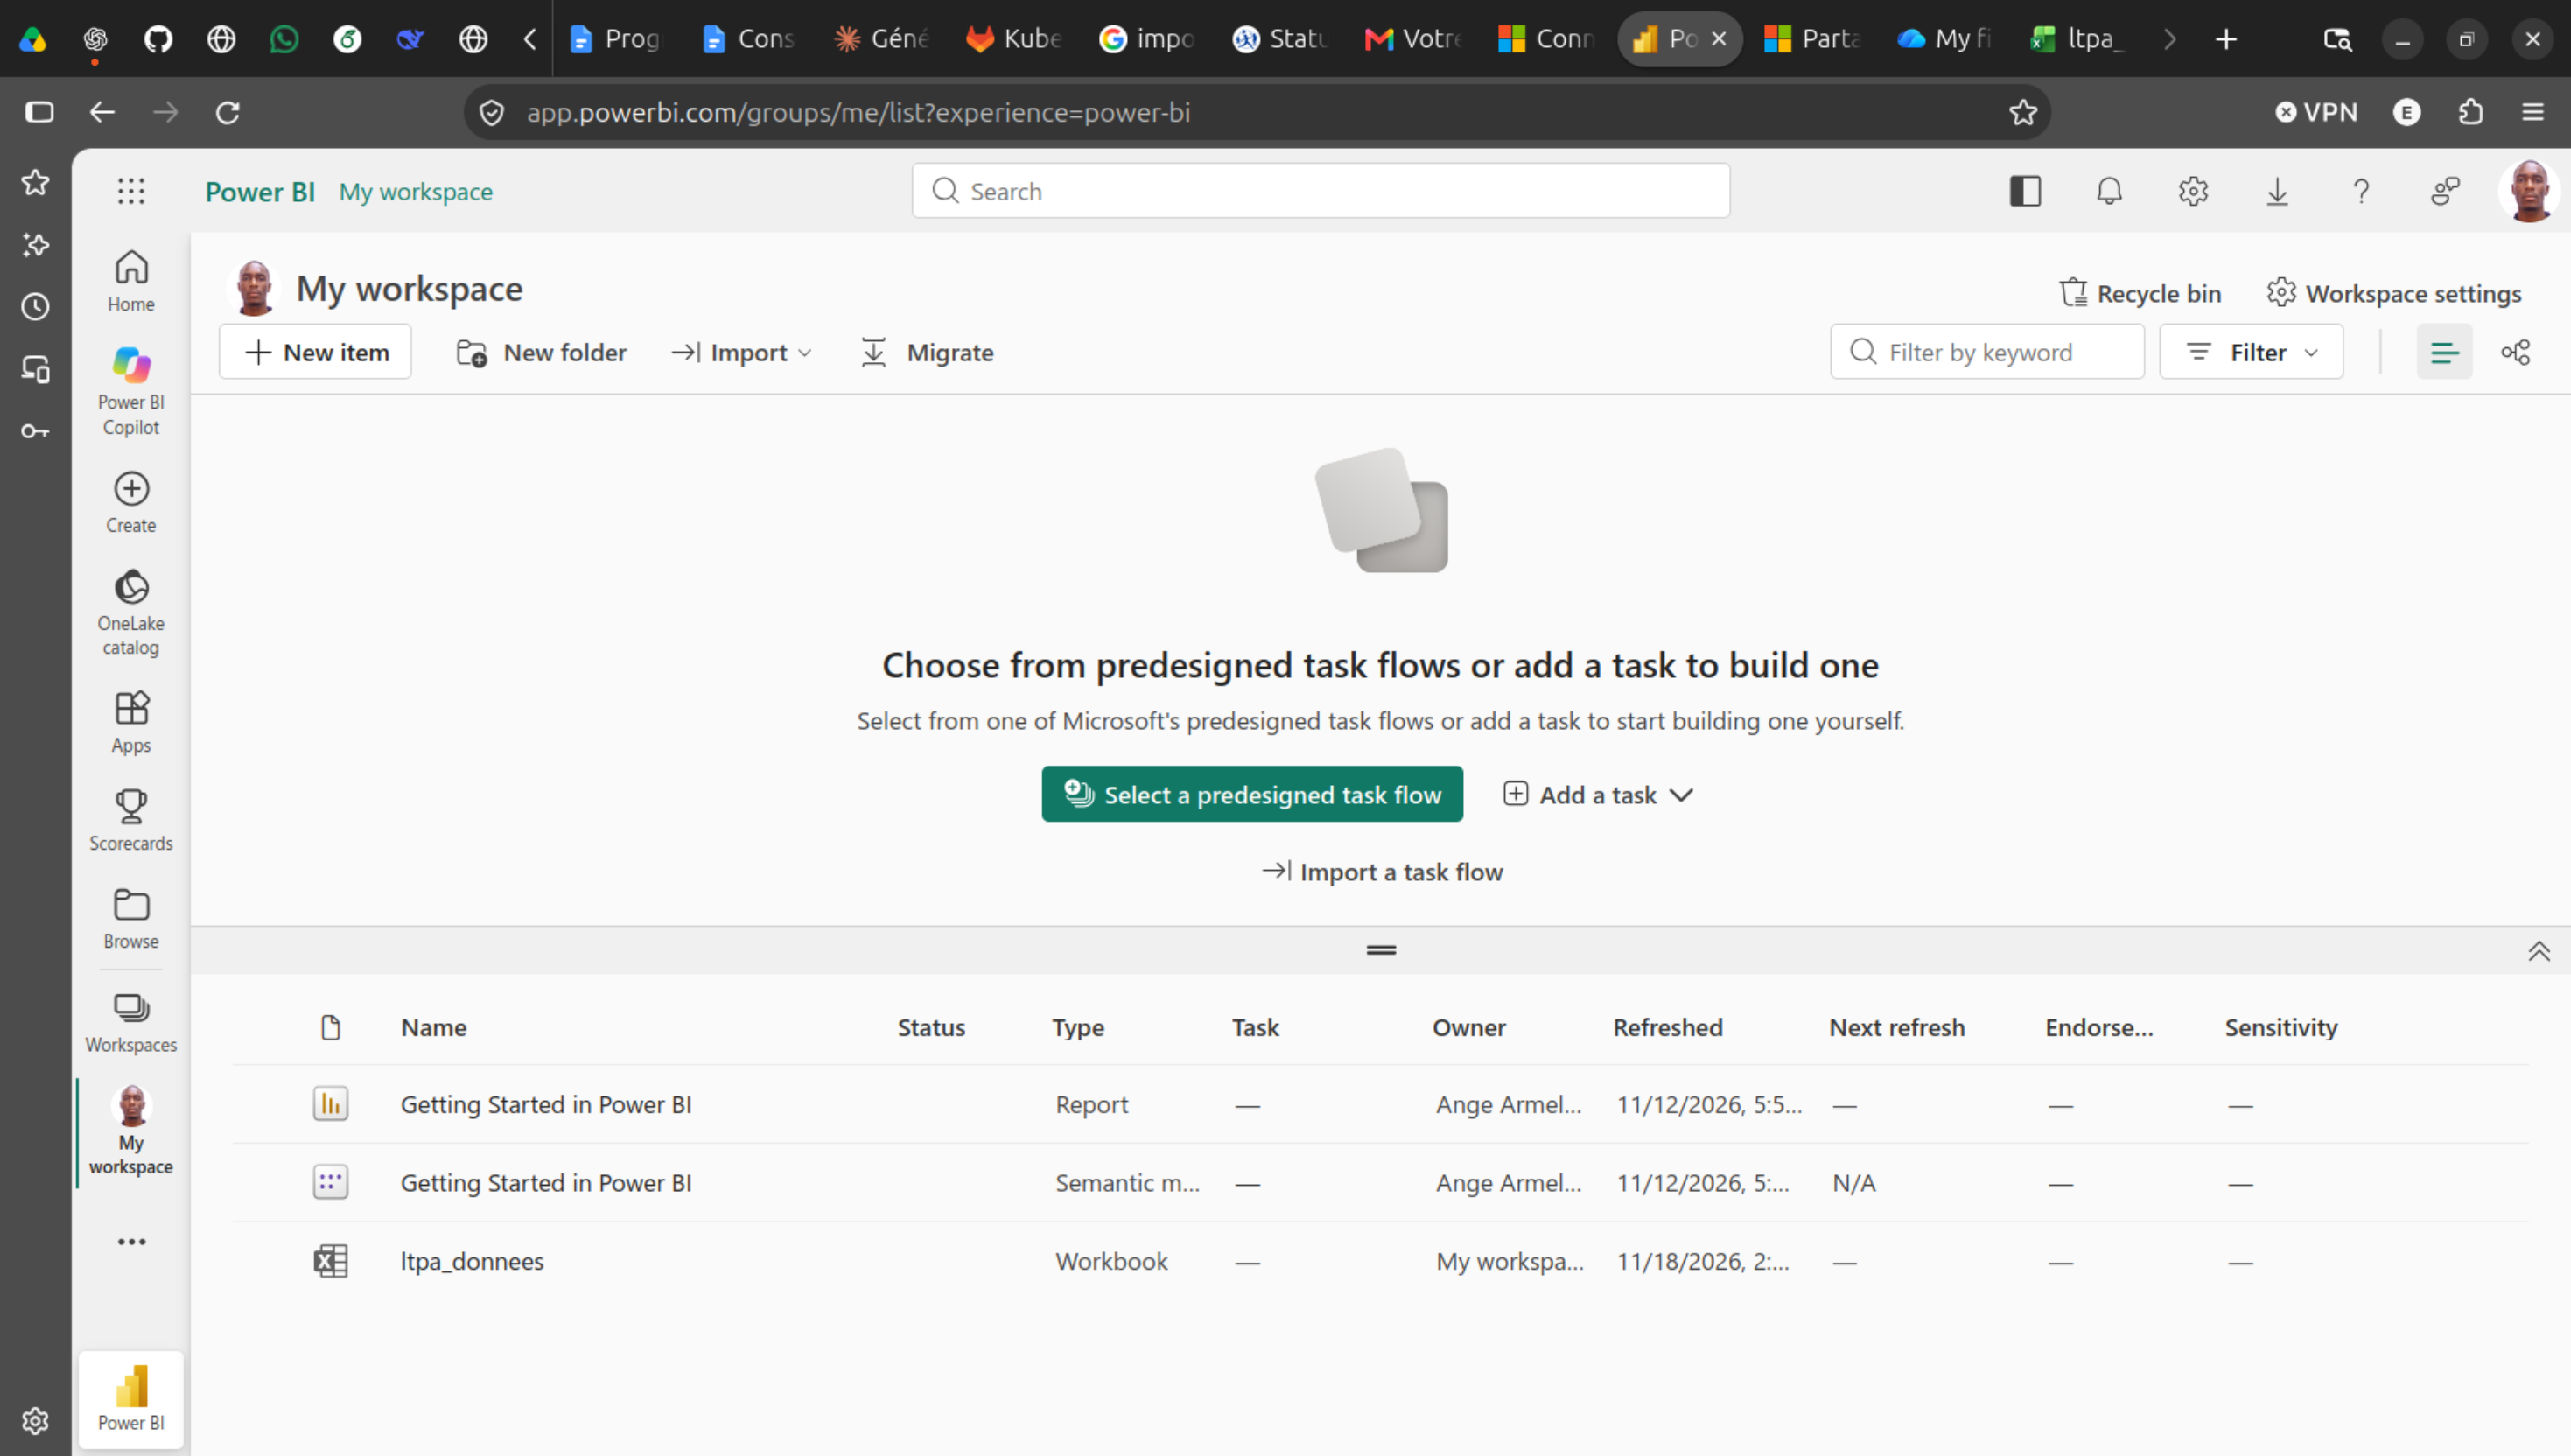 Prog
Cons
Géné
Kube
impo
Statu
Votre
Conn
Po
Parta
My fi
ltpa_
app.powerbi.com/groups/me/list?experience=power-bi
VPN
E
Power BI My workspace
Search
Home
Power BI
Copilot
Create
OneLake
catalog
Apps
Scorecards
Browse
Workspaces
My
workspace
Power BI
My workspace
Recycle bin
Workspace settings
New item
New folder
Import
Migrate
Filter by keyword
Filter
Choose from predesigned task flows or add a task to build one
Select from one of Microsoft's predesigned task flows or add a task to start building one yourself.
Select a predesigned task flow
Add a task
Import a task flow
Name Status Type Task Owner Refreshed Next refresh Endorse... Sensitivity
Getting Started in Power BI Report — Ange Armel... 11/12/2026, 5:5... — — —
Getting Started in Power BI Semantic m... — Ange Armel... 11/12/2026, 5:... N/A — —
ltpa_donnees Workbook — My workspa... 11/18/2026, 2:... — — —